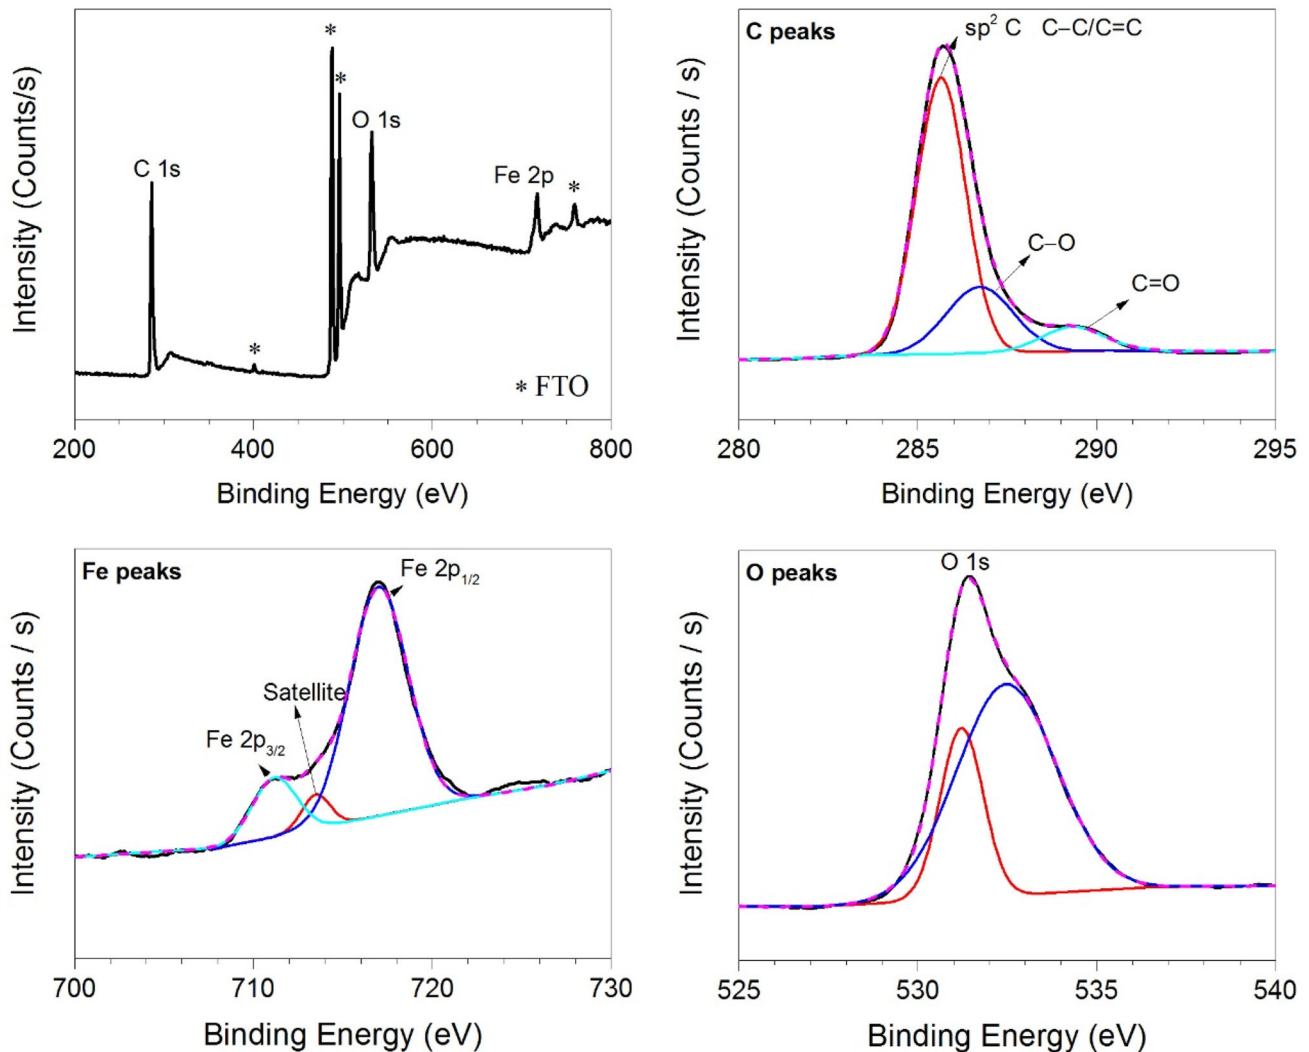 Intensity (Counts/s)
C 1s
*
*
*
O 1s
Fe 2p
*
* FTO
200 400 600 800
Binding Energy (eV)
C peaks
sp² C C–C/C=C
C–O
C=O
Intensity (Counts / s)
280 285 290 295
Binding Energy (eV)
Fe peaks
Fe 2p₁/₂
Satellite
Fe 2p₃/₂
Intensity (Counts / s)
700 710 720 730
Binding Energy (eV)
O peaks
O 1s
Intensity (Counts / s)
525 530 535 540
Binding Energy (eV)